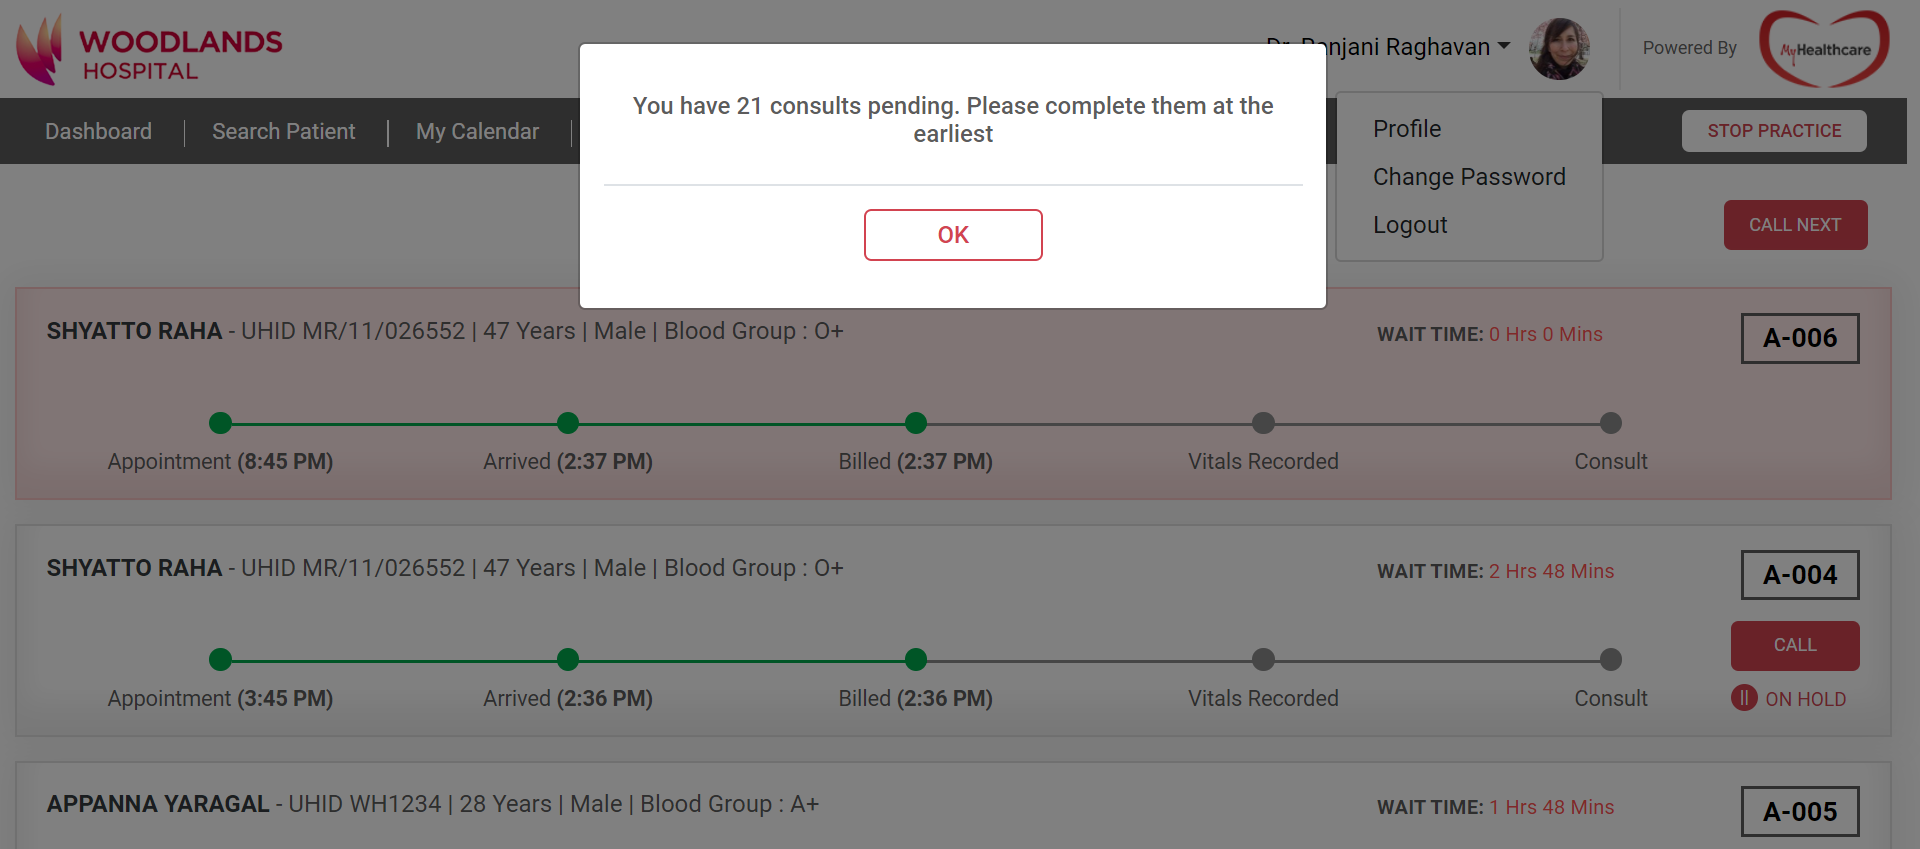 WOODLANDS
HOSPITAL
Dr. Ranjani Raghavan
Powered By
MyHealthcare
Dashboard
Search Patient
My Calendar
STOP PRACTICE
You have 21 consults pending. Please complete them at the
earliest
OK
Profile
Change Password
Logout
CALL NEXT
SHYATTO RAHA - UHID MR/11/026552 | 47 Years | Male | Blood Group : O+
WAIT TIME: 0 Hrs 0 Mins
A-006
Appointment (8:45 PM)
Arrived (2:37 PM)
Billed (2:37 PM)
Vitals Recorded
Consult
SHYATTO RAHA - UHID MR/11/026552 | 47 Years | Male | Blood Group : O+
WAIT TIME: 2 Hrs 48 Mins
A-004
CALL
Appointment (3:45 PM)
Arrived (2:36 PM)
Billed (2:36 PM)
Vitals Recorded
Consult
ON HOLD
APPANNA YARAGAL - UHID WH1234 | 28 Years | Male | Blood Group : A+
WAIT TIME: 1 Hrs 48 Mins
A-005